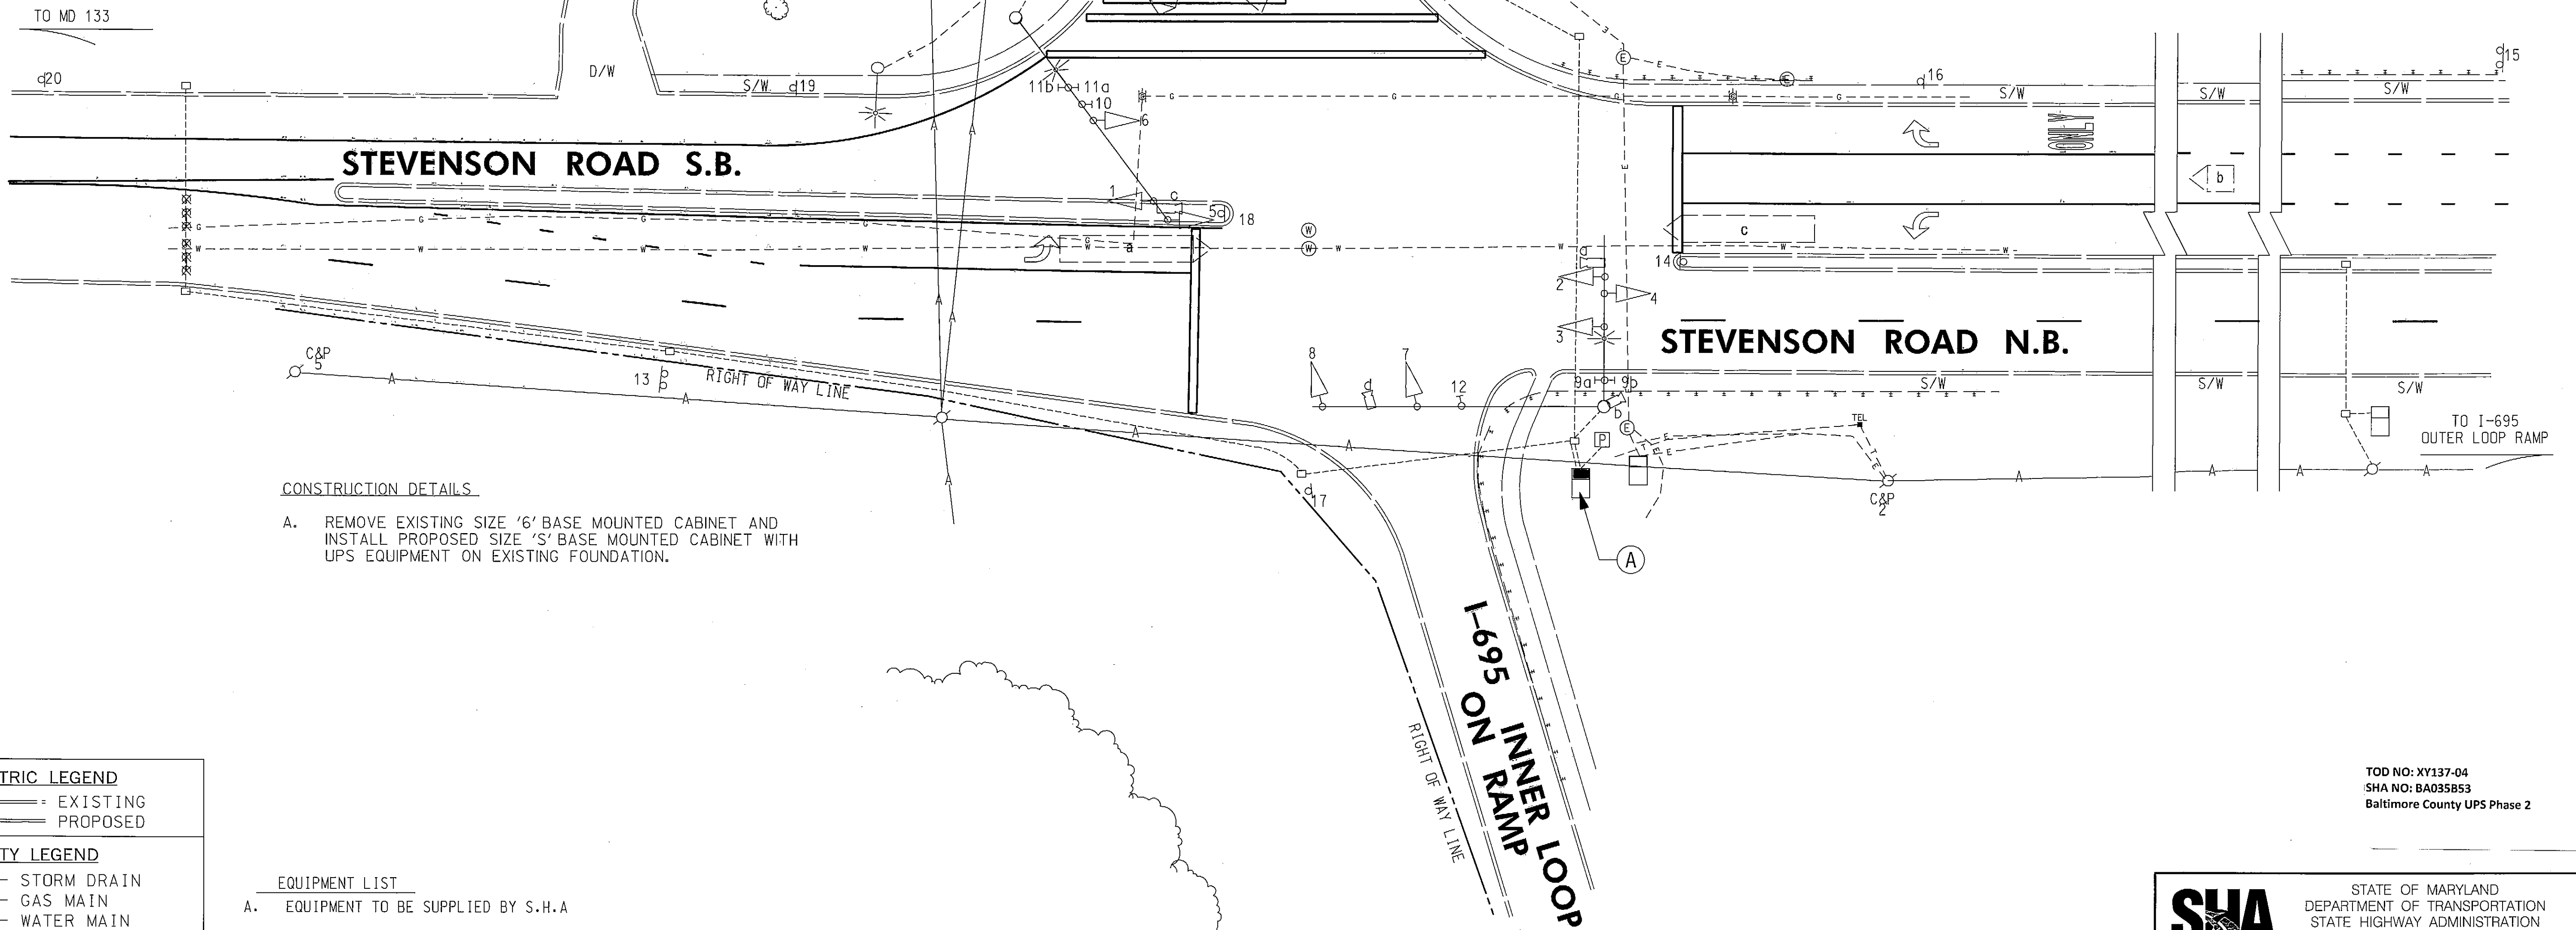 TO MD 133
20
D/W
S/W
19
E
11b
11a
10
6
G
G
G
E
E
E
16
15
S/W
S/W
S/W
ONLY
STEVENSON ROAD S.B.
A
A
E
b
1
c
5
18
G
G
G
G
W
W
W
W
a
W
W
W
W
W
W
c
d
14
2
4
3
A
A
STEVENSON ROAD N.B.
8
d
7
12
9a
9b
b
S/W
S/W
S/W
C&P
5
A
13
RIGHT OF WAY LINE
A
A
A
A
E
P
TEL
E
T
E
E
T
E
C&P
2
A
A
A
A
TO I-695
OUTER LOOP RAMP
17
CONSTRUCTION DETAILS
A. REMOVE EXISTING SIZE '6' BASE MOUNTED CABINET AND
INSTALL PROPOSED SIZE 'S' BASE MOUNTED CABINET WITH
UPS EQUIPMENT ON EXISTING FOUNDATION.
A
I-695 INNER LOOP
ON RAMP
RIGHT OF WAY LINE
TRIC LEGEND
EXISTING
PROPOSED
TY LEGEND
STORM DRAIN
GAS MAIN
WATER MAIN
EQUIPMENT LIST
A. EQUIPMENT TO BE SUPPLIED BY S.H.A
TOD NO: XY137-04
SHA NO: BA035B53
Baltimore County UPS Phase 2
SHA
STATE OF MARYLAND
DEPARTMENT OF TRANSPORTATION
STATE HIGHWAY ADMINISTRATION